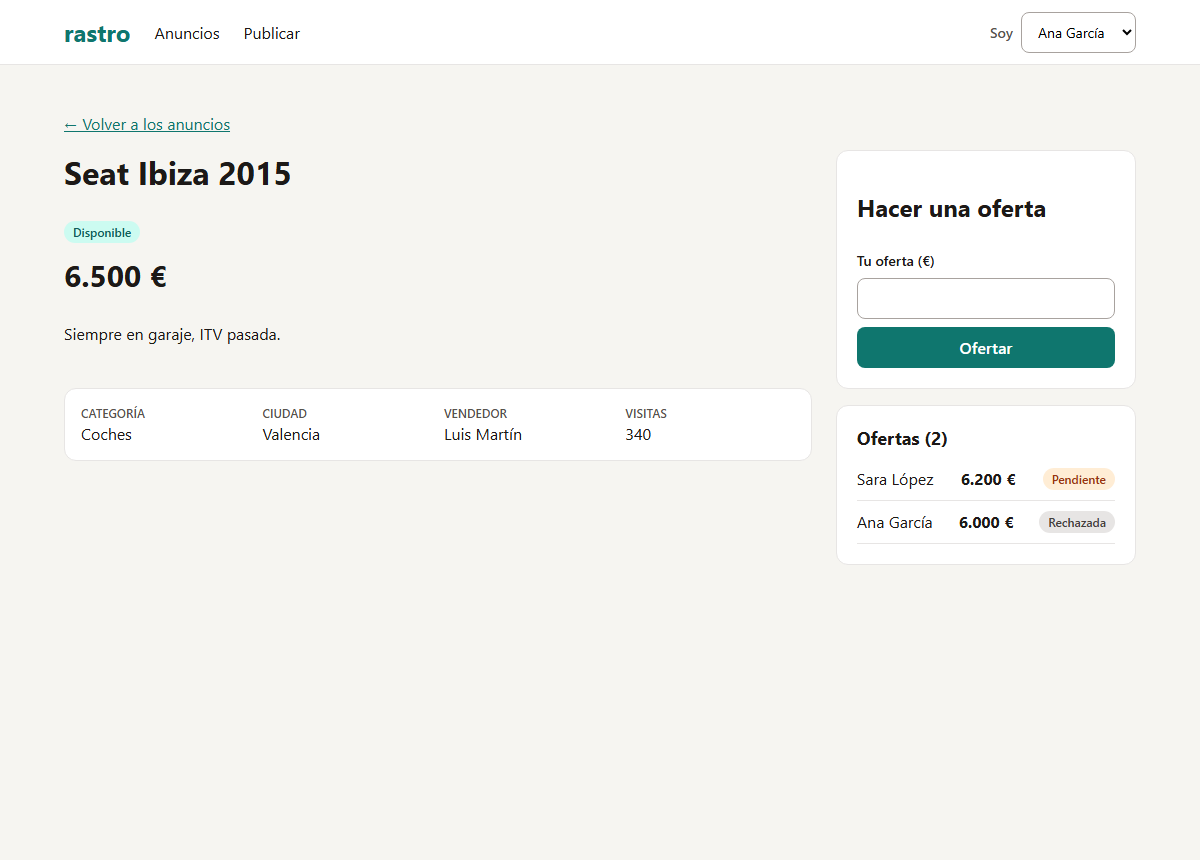 rastro Anuncios Publicar Soy Ana García
← Volver a los anuncios
Seat Ibiza 2015
Disponible
6.500 €
Siempre en garaje, ITV pasada.
CATEGORÍA CIUDAD VENDEDOR VISITAS
Coches Valencia Luis Martín 340
Hacer una oferta
Tu oferta (€)
Ofertar
Ofertas (2)
Sara López 6.200 € Pendiente
Ana García 6.000 € Rechazada